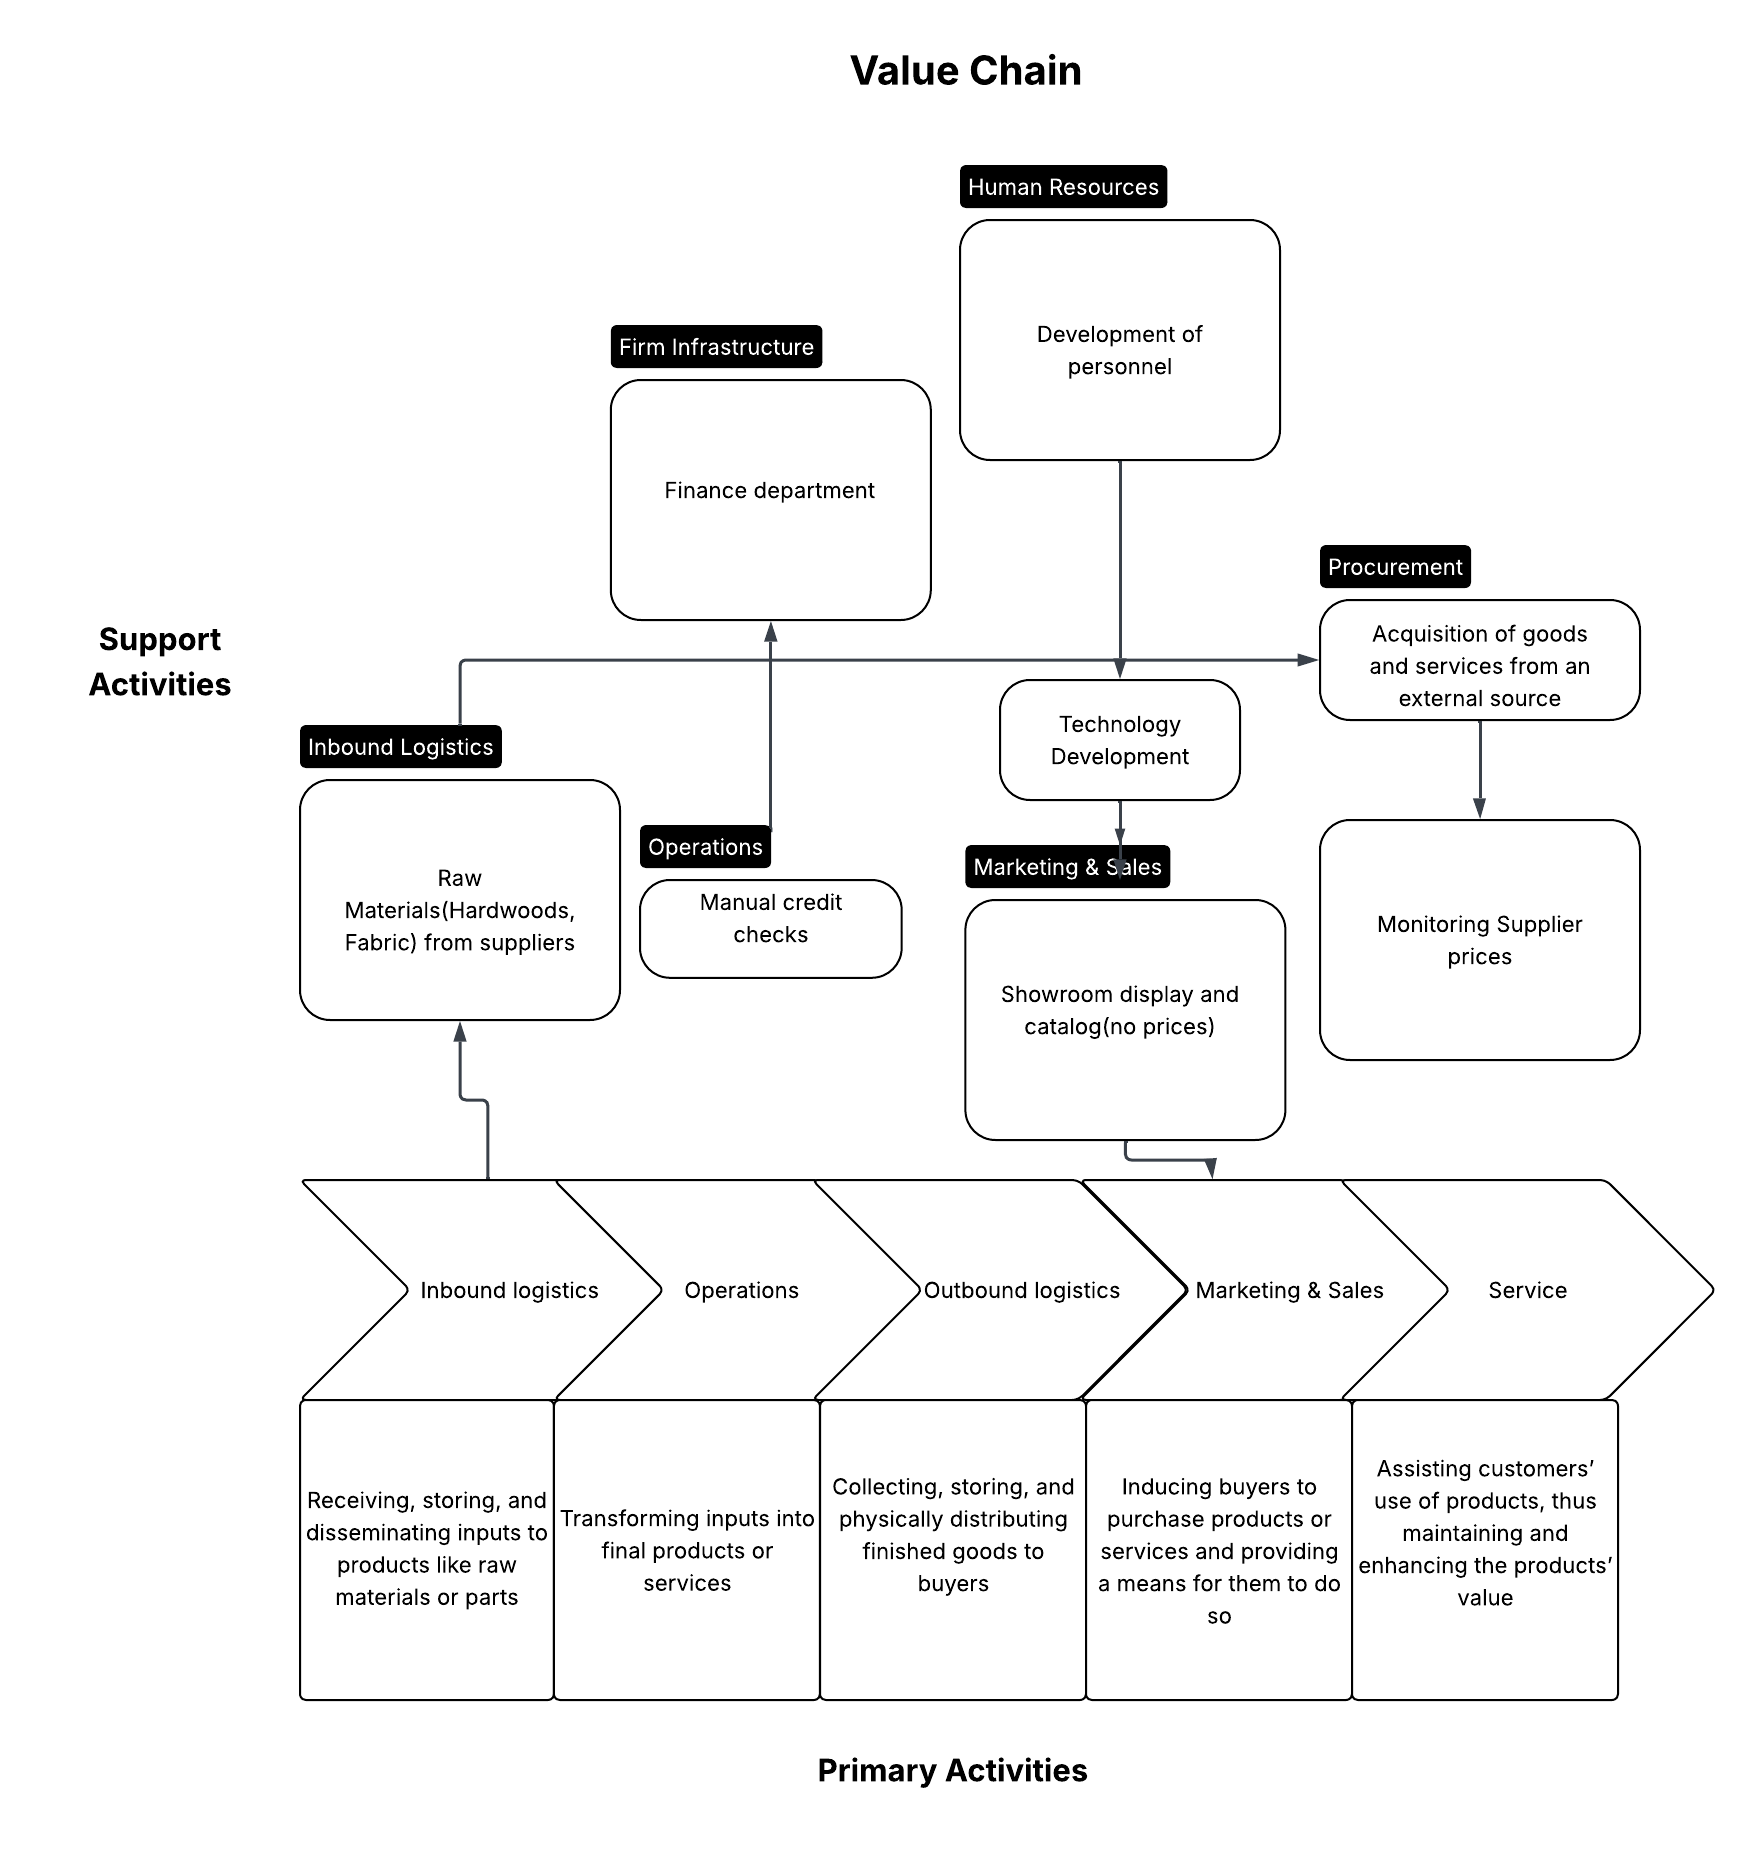 Value Chain
Human Resources
Development of
personnel
Firm Infrastructure
Finance department
Procurement
Acquisition of goods
and services from an
external source
Support
Activities
Technology
Development
Inbound Logistics
Raw
Materials(Hardwoods,
Fabric) from suppliers
Operations
Manual credit
checks
Marketing & Sales
Showroom display and
catalog(no prices)
Monitoring Supplier
prices
Inbound logistics
Operations
Outbound logistics
Marketing & Sales
Service
Receiving, storing, and
disseminating inputs to
products like raw
materials or parts
Transforming inputs into
final products or
services
Collecting, storing, and
physically distributing
finished goods to
buyers
Inducing buyers to
purchase products or
services and providing
a means for them to do
so
Assisting customers’
use of products, thus
maintaining and
enhancing the products’
value
Primary Activities